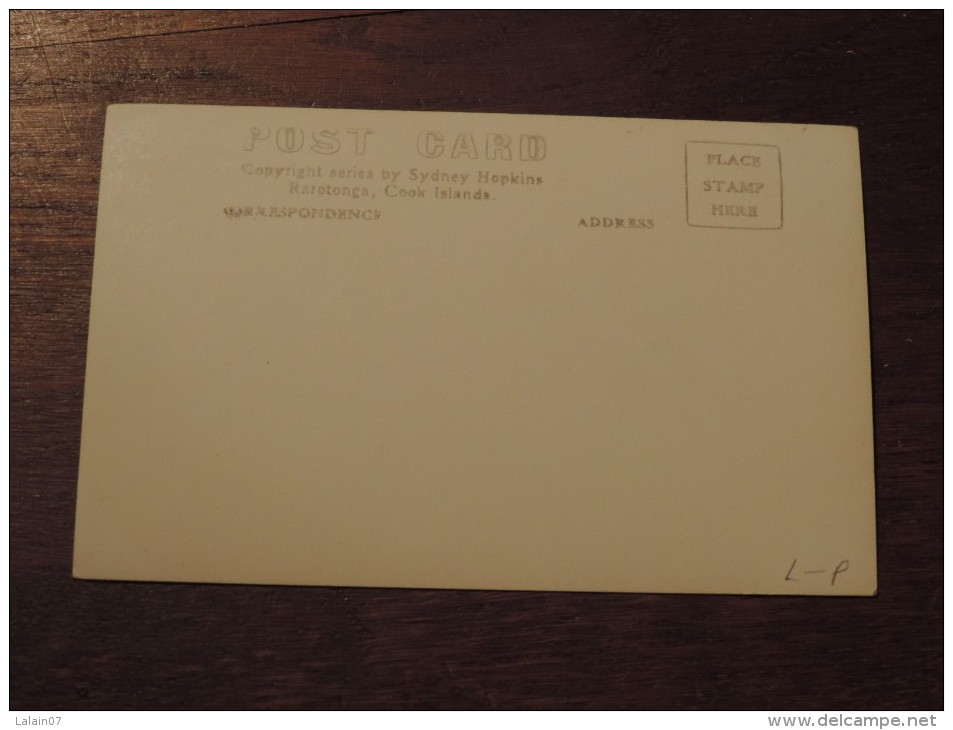 POST CARD
Copyright series by Sydney Hopkins
Rarotonga, Cook Islands.
CORRESPONDENCE
ADDRESS
PLACE
STAMP
HERE
L-P
Lalain07
www.delcampe.net